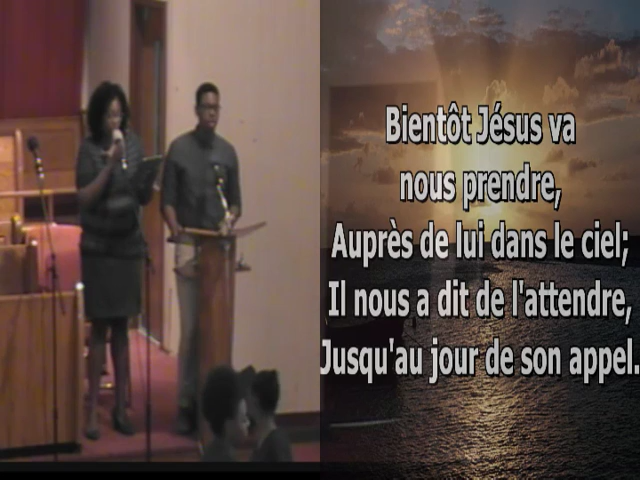 Bientôt Jésus va
nous prendre,
Auprès de lui dans le ciel;
Il nous a dit de l'attendre,
Jusqu'au jour de son appel.